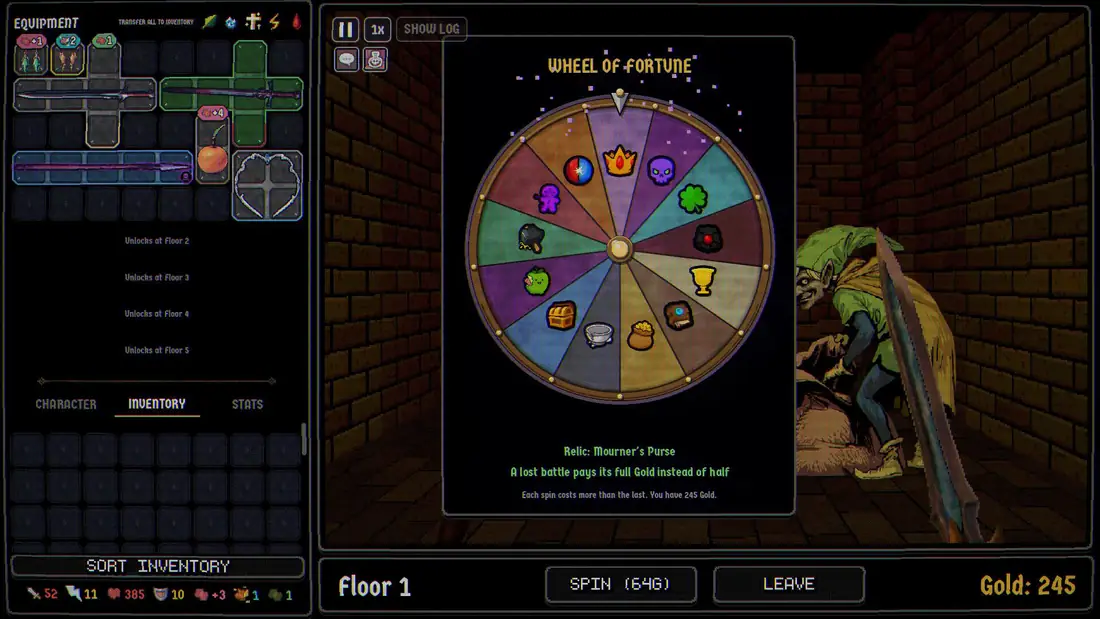 EQUIPMENT
TRANSFER ALL TO INVENTORY
+1
+2
+1
+4
Unlocks at Floor 2
Unlocks at Floor 3
Unlocks at Floor 4
Unlocks at Floor 5
CHARACTER
INVENTORY
STATS
SORT INVENTORY
52
11
385
10
+3
1
1
1x
SHOW LOG
WHEEL OF FORTUNE
Relic: Mourner's Purse
A lost battle pays its full Gold instead of half
Each spin costs more than the last. You have 245 Gold.
Floor 1
SPIN (64G)
LEAVE
Gold: 245